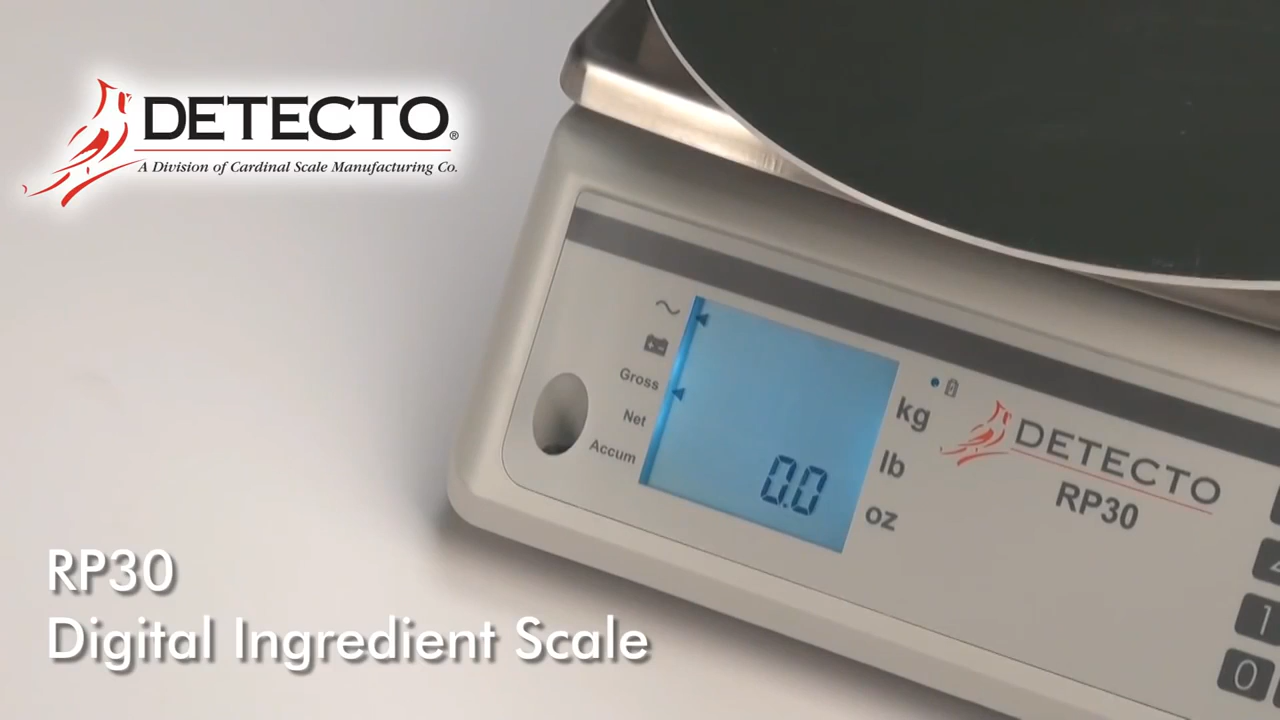 DETECTO®
A Division of Cardinal Scale Manufacturing Co.
Gross
Net
Accum
0.0
kg
lb
oz
DETECTO
RP30
1
0
RP30
Digital Ingredient Scale